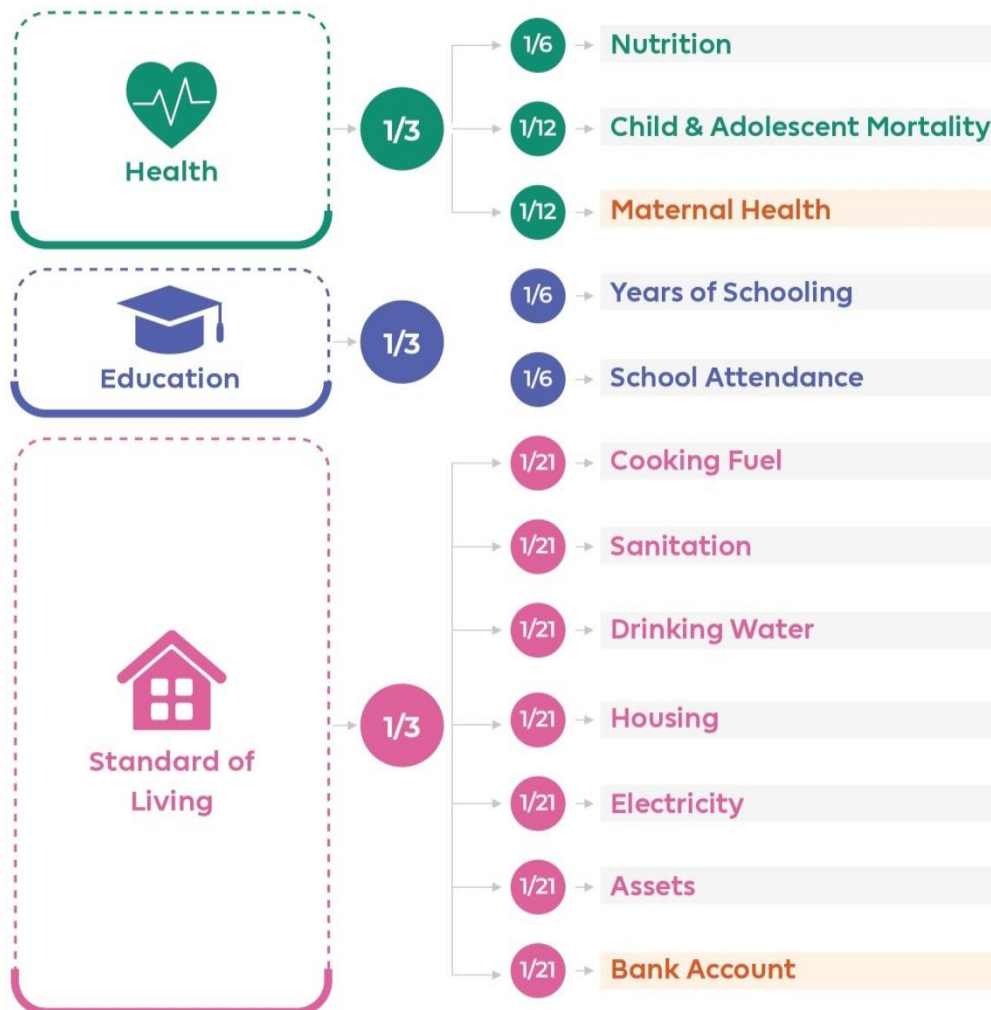 Health
1/3
1/6
Nutrition
1/12
Child & Adolescent Mortality
1/12
Maternal Health
Education
1/3
1/6
Years of Schooling
1/6
School Attendance
Standard of
Living
1/3
1/21
Cooking Fuel
1/21
Sanitation
1/21
Drinking Water
1/21
Housing
1/21
Electricity
1/21
Assets
1/21
Bank Account